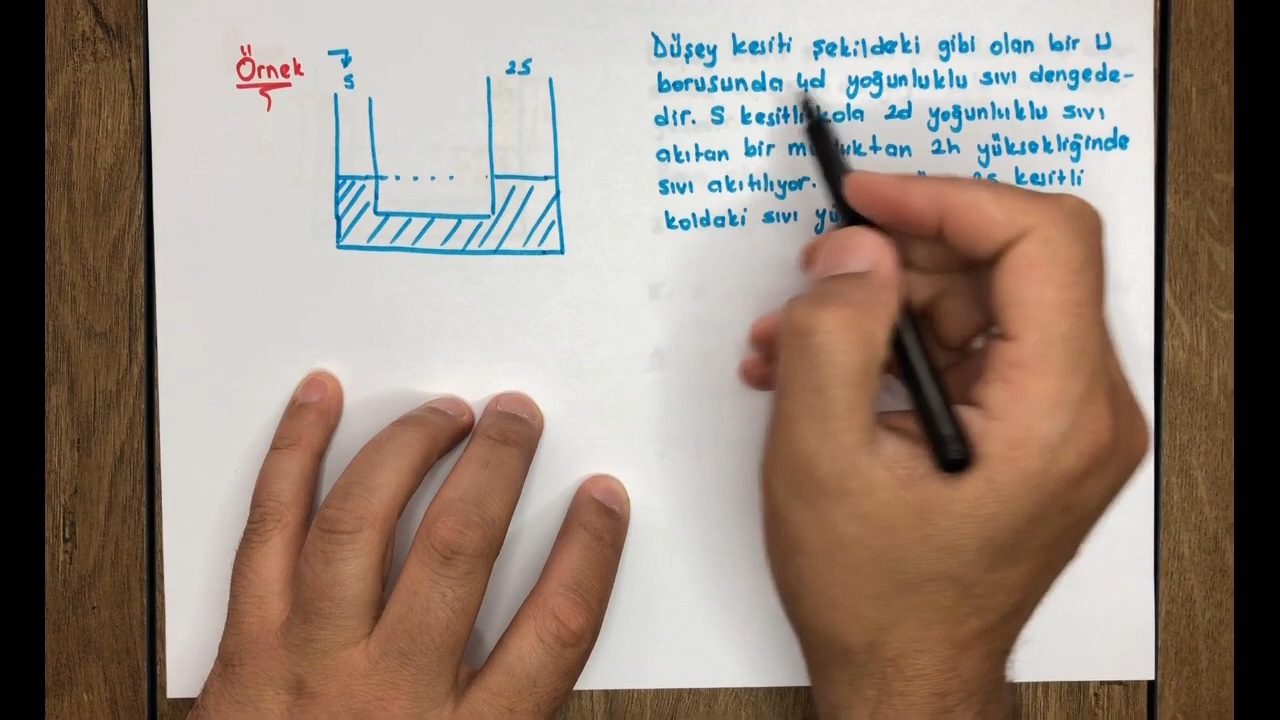 Örnek
S
2S
Düşey kesiti şekildeki gibi olan bir U
borusunda 4d yoğunluklu sıvı dengede-
dir. S kesitli kola 2d yoğunluklu sıvı
akıtan bir musluktan 2h yüksekliğinde
sıvı akıtılıyor. 2S kesitli
koldaki sıvı